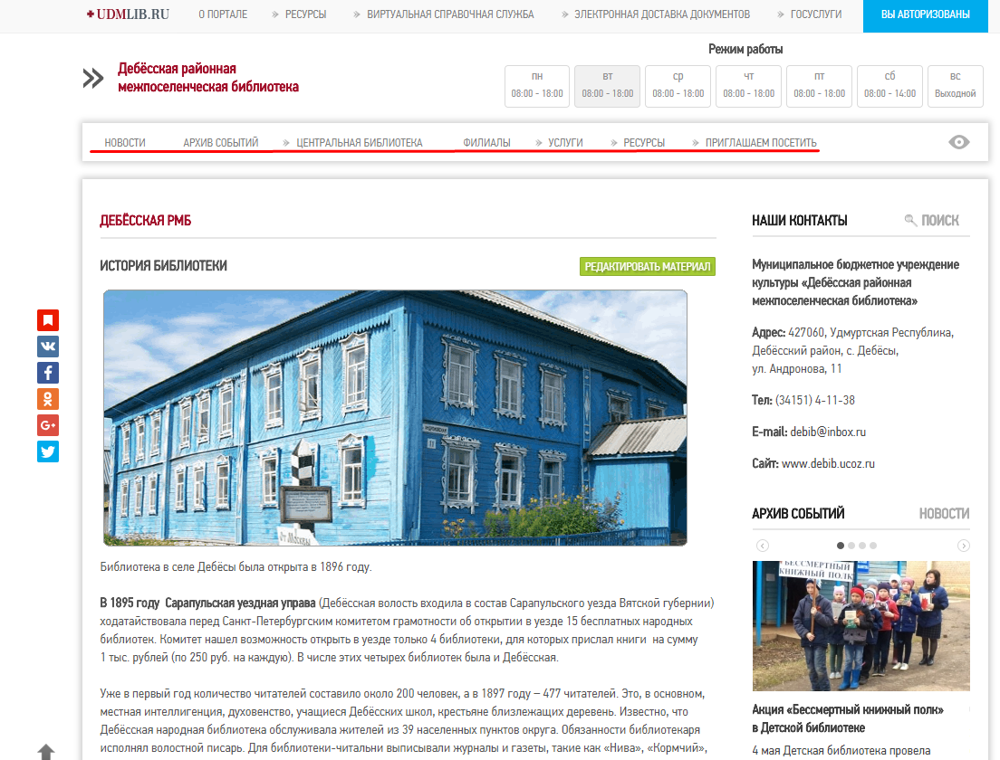 UDMLIB.RU
О ПОРТАЛЕ
РЕСУРСЫ
ВИРТУАЛЬНАЯ СПРАВОЧНАЯ СЛУЖБА
ЭЛЕКТРОННАЯ ДОСТАВКА ДОКУМЕНТОВ
ГОСУСЛУГИ
ВЫ АВТОРИЗОВАНЫ
Дебёсская районная
межпоселенческая библиотека
Режим работы
ПН ВТ СР ЧТ ПТ СБ ВС
08:00 - 18:00 08:00 - 18:00 08:00 - 18:00 08:00 - 18:00 08:00 - 18:00 08:00 - 14:00 Выходной
НОВОСТИ
АРХИВ СОБЫТИЙ
ЦЕНТРАЛЬНАЯ БИБЛИОТЕКА
ФИЛИАЛЫ
УСЛУГИ
РЕСУРСЫ
ПРИГЛАШАЕМ ПОСЕТИТЬ
ДЕБЁССКАЯ РМБ
ИСТОРИЯ БИБЛИОТЕКИ
РЕДАКТИРОВАТЬ МАТЕРИАЛ
11
до Москвы
Библиотека в селе Дебёсы была открыта в 1896 году.
В 1895 году Сарапульская уездная управа (Дебёсская волость входила в состав Сарапульского уезда Вятской губернии)
ходатайствовала перед Санкт-Петербургским комитетом грамотности об открытии в уезде 15 бесплатных народных
библиотек. Комитет нашел возможность открыть в уезде только 4 библиотеки, для которых прислал книги на сумму
1 тыс. рублей (по 250 руб. на каждую). В числе этих четырех библиотек была и Дебёсская.
Уже в первый год количество читателей составило около 200 человек, а в 1897 году – 477 читателей. Это, в основном,
местная интеллигенция, духовенство, учащиеся Дебёсских школ, крестьяне близлежащих деревень. Известно, что
Дебёсская народная библиотека обслуживала жителей из 39 населенных пунктов округа. Обязанности библиотекаря
исполнял волостной писарь. Для библиотеки-читальни выписывали журналы и газеты, такие как «Нива», «Кормчий»,
НАШИ КОНТАКТЫ
ПОИСК
Муниципальное бюджетное учреждение
культуры «Дебёсская районная
межпоселенческая библиотека»
Адрес: 427060, Удмуртская Республика,
Дебёсский район, с. Дебёсы,
ул. Андронова, 11
Тел: (34151) 4-11-38
E-mail: debib@inbox.ru
Сайт: www.debib.ucoz.ru
АРХИВ СОБЫТИЙ
НОВОСТИ
БЕССМЕРТНЫЙ
КНИЖНЫЙ ПОЛК
Акция «Бессмертный книжный полк»
в Детской библиотеке
4 мая Детская библиотека провела